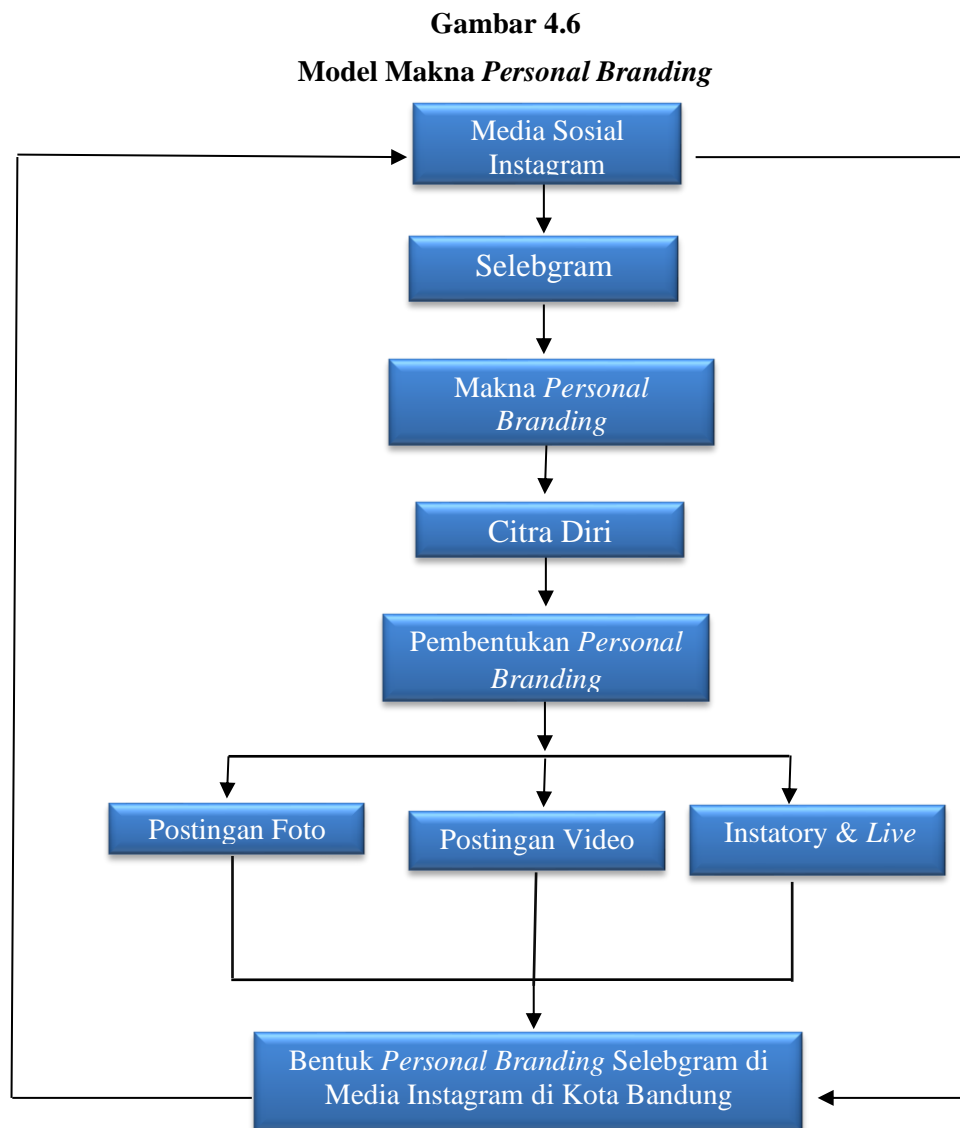 Gambar 4.6
Model Makna Personal Branding
Media Sosial
Instagram
Selebgram
Makna Personal
Branding
Citra Diri
Pembentukan Personal
Branding
Postingan Foto
Postingan Video
Instatory & Live
Bentuk Personal Branding Selebgram di
Media Instagram di Kota Bandung